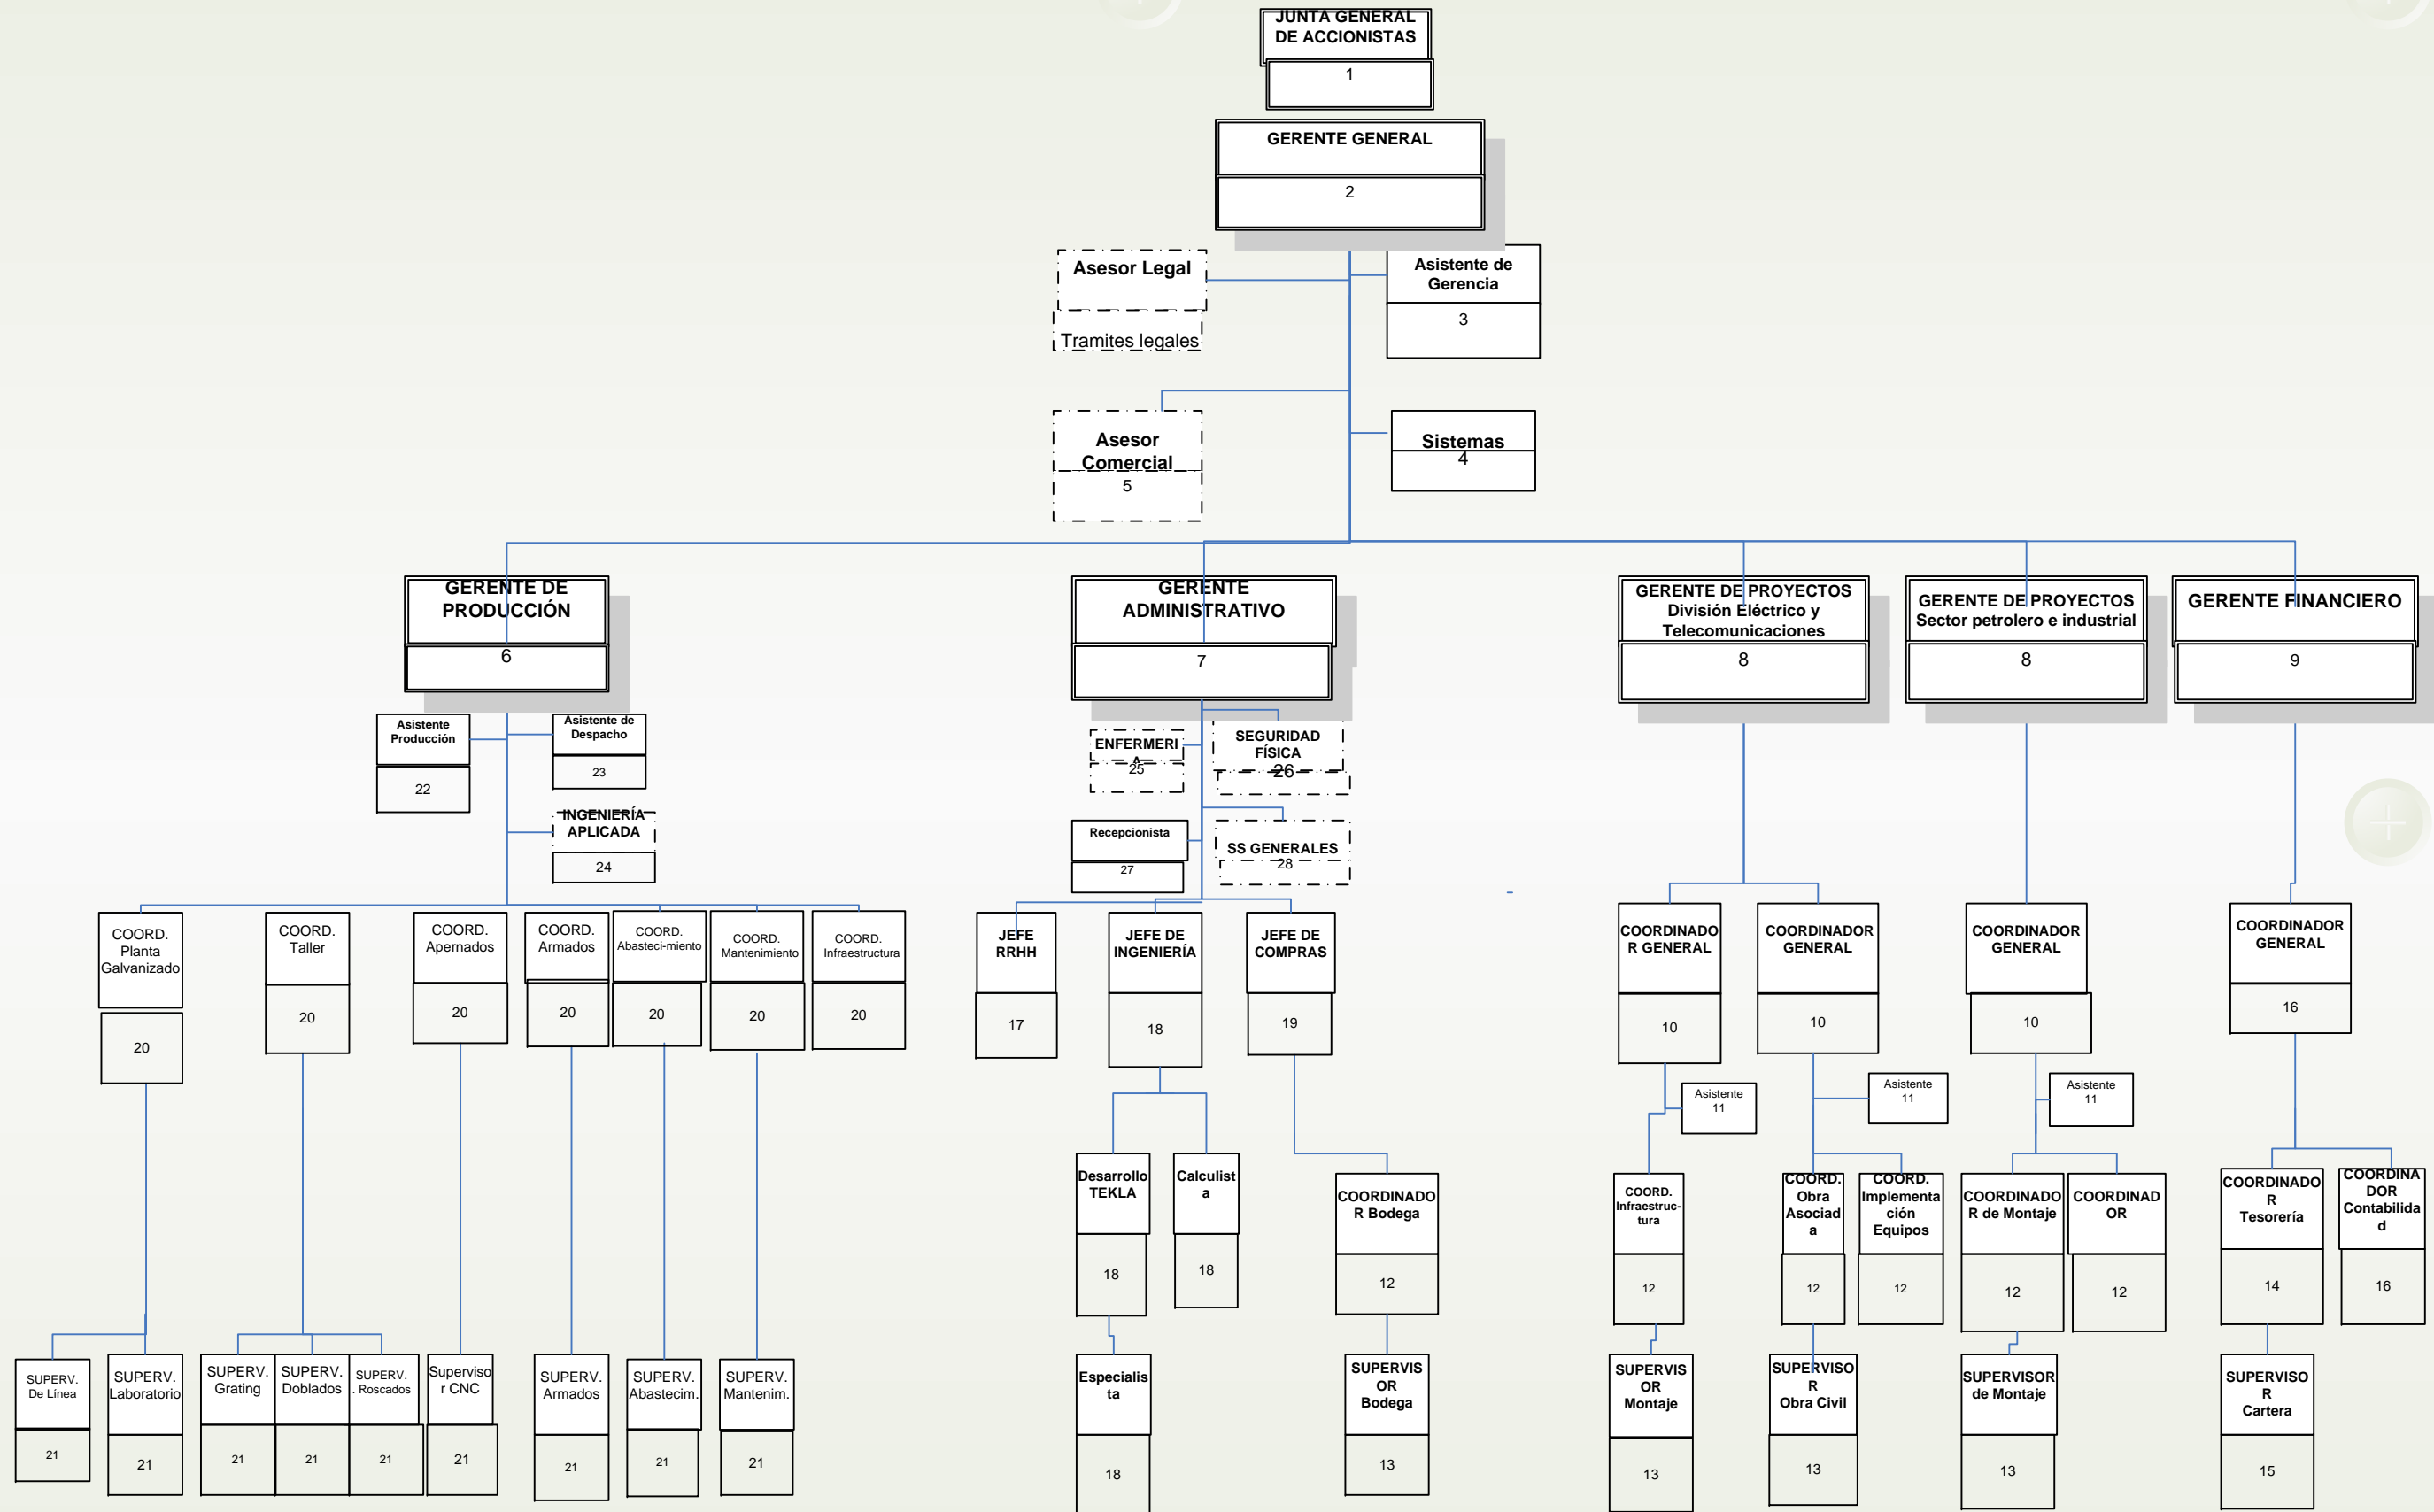 JUNTA GENERAL
DE ACCIONISTAS
1
GERENTE GENERAL
2
Asesor Legal
Tramites legales
Asistente de
Gerencia
3
Asesor
Comercial
5
Sistemas
4
GERENTE DE
PRODUCCIÓN
6
GERENTE
ADMINISTRATIVO
7
GERENTE DE PROYECTOS
División Eléctrico y
Telecomunicaciones
8
GERENTE DE PROYECTOS
Sector petrolero e industrial
8
GERENTE FINANCIERO
9
Asistente
Producción
22
Asistente de
Despacho
23
INGENIERÍA
APLICADA
24
ENFERMERI
A
25
SEGURIDAD
FÍSICA
26
Recepcionista
27
SS GENERALES
28
COORD.
Planta
Galvanizado
20
COORD.
Taller
20
COORD.
Apernados
20
COORD.
Armados
20
COORD.
Abasteci-miento
20
COORD.
Mantenimiento
20
COORD.
Infraestructura
20
JEFE
RRHH
17
JEFE DE
INGENIERÍA
18
JEFE DE
COMPRAS
19
COORDINADO
R GENERAL
10
COORDINADOR
GENERAL
10
COORDINADOR
GENERAL
10
COORDINADOR
GENERAL
16
Asistente
11
Asistente
11
Asistente
11
Desarrollo
TEKLA
18
Calculist
a
18
COORDINADO
R Bodega
12
COORD.
Infraestruc-
tura
12
COORD.
Obra
Asociad
a
12
COORD.
Implementa
ción
Equipos
12
COORDINADO
R de Montaje
12
COORDINAD
OR
12
COORDINADO
R
Tesorería
14
COORDINA
DOR
Contabilida
d
16
SUPERV.
De Línea
21
SUPERV.
Laboratorio
21
SUPERV.
Grating
21
SUPERV.
Doblados
21
SUPERV.
. Roscados
21
Superviso
r CNC
21
SUPERV.
Armados
21
SUPERV.
Abastecim.
21
SUPERV.
Mantenim.
21
Especialis
ta
18
SUPERVIS
OR
Bodega
13
SUPERVIS
OR
Montaje
13
SUPERVISO
R
Obra Civil
13
SUPERVISOR
de Montaje
13
SUPERVISO
R
Cartera
15